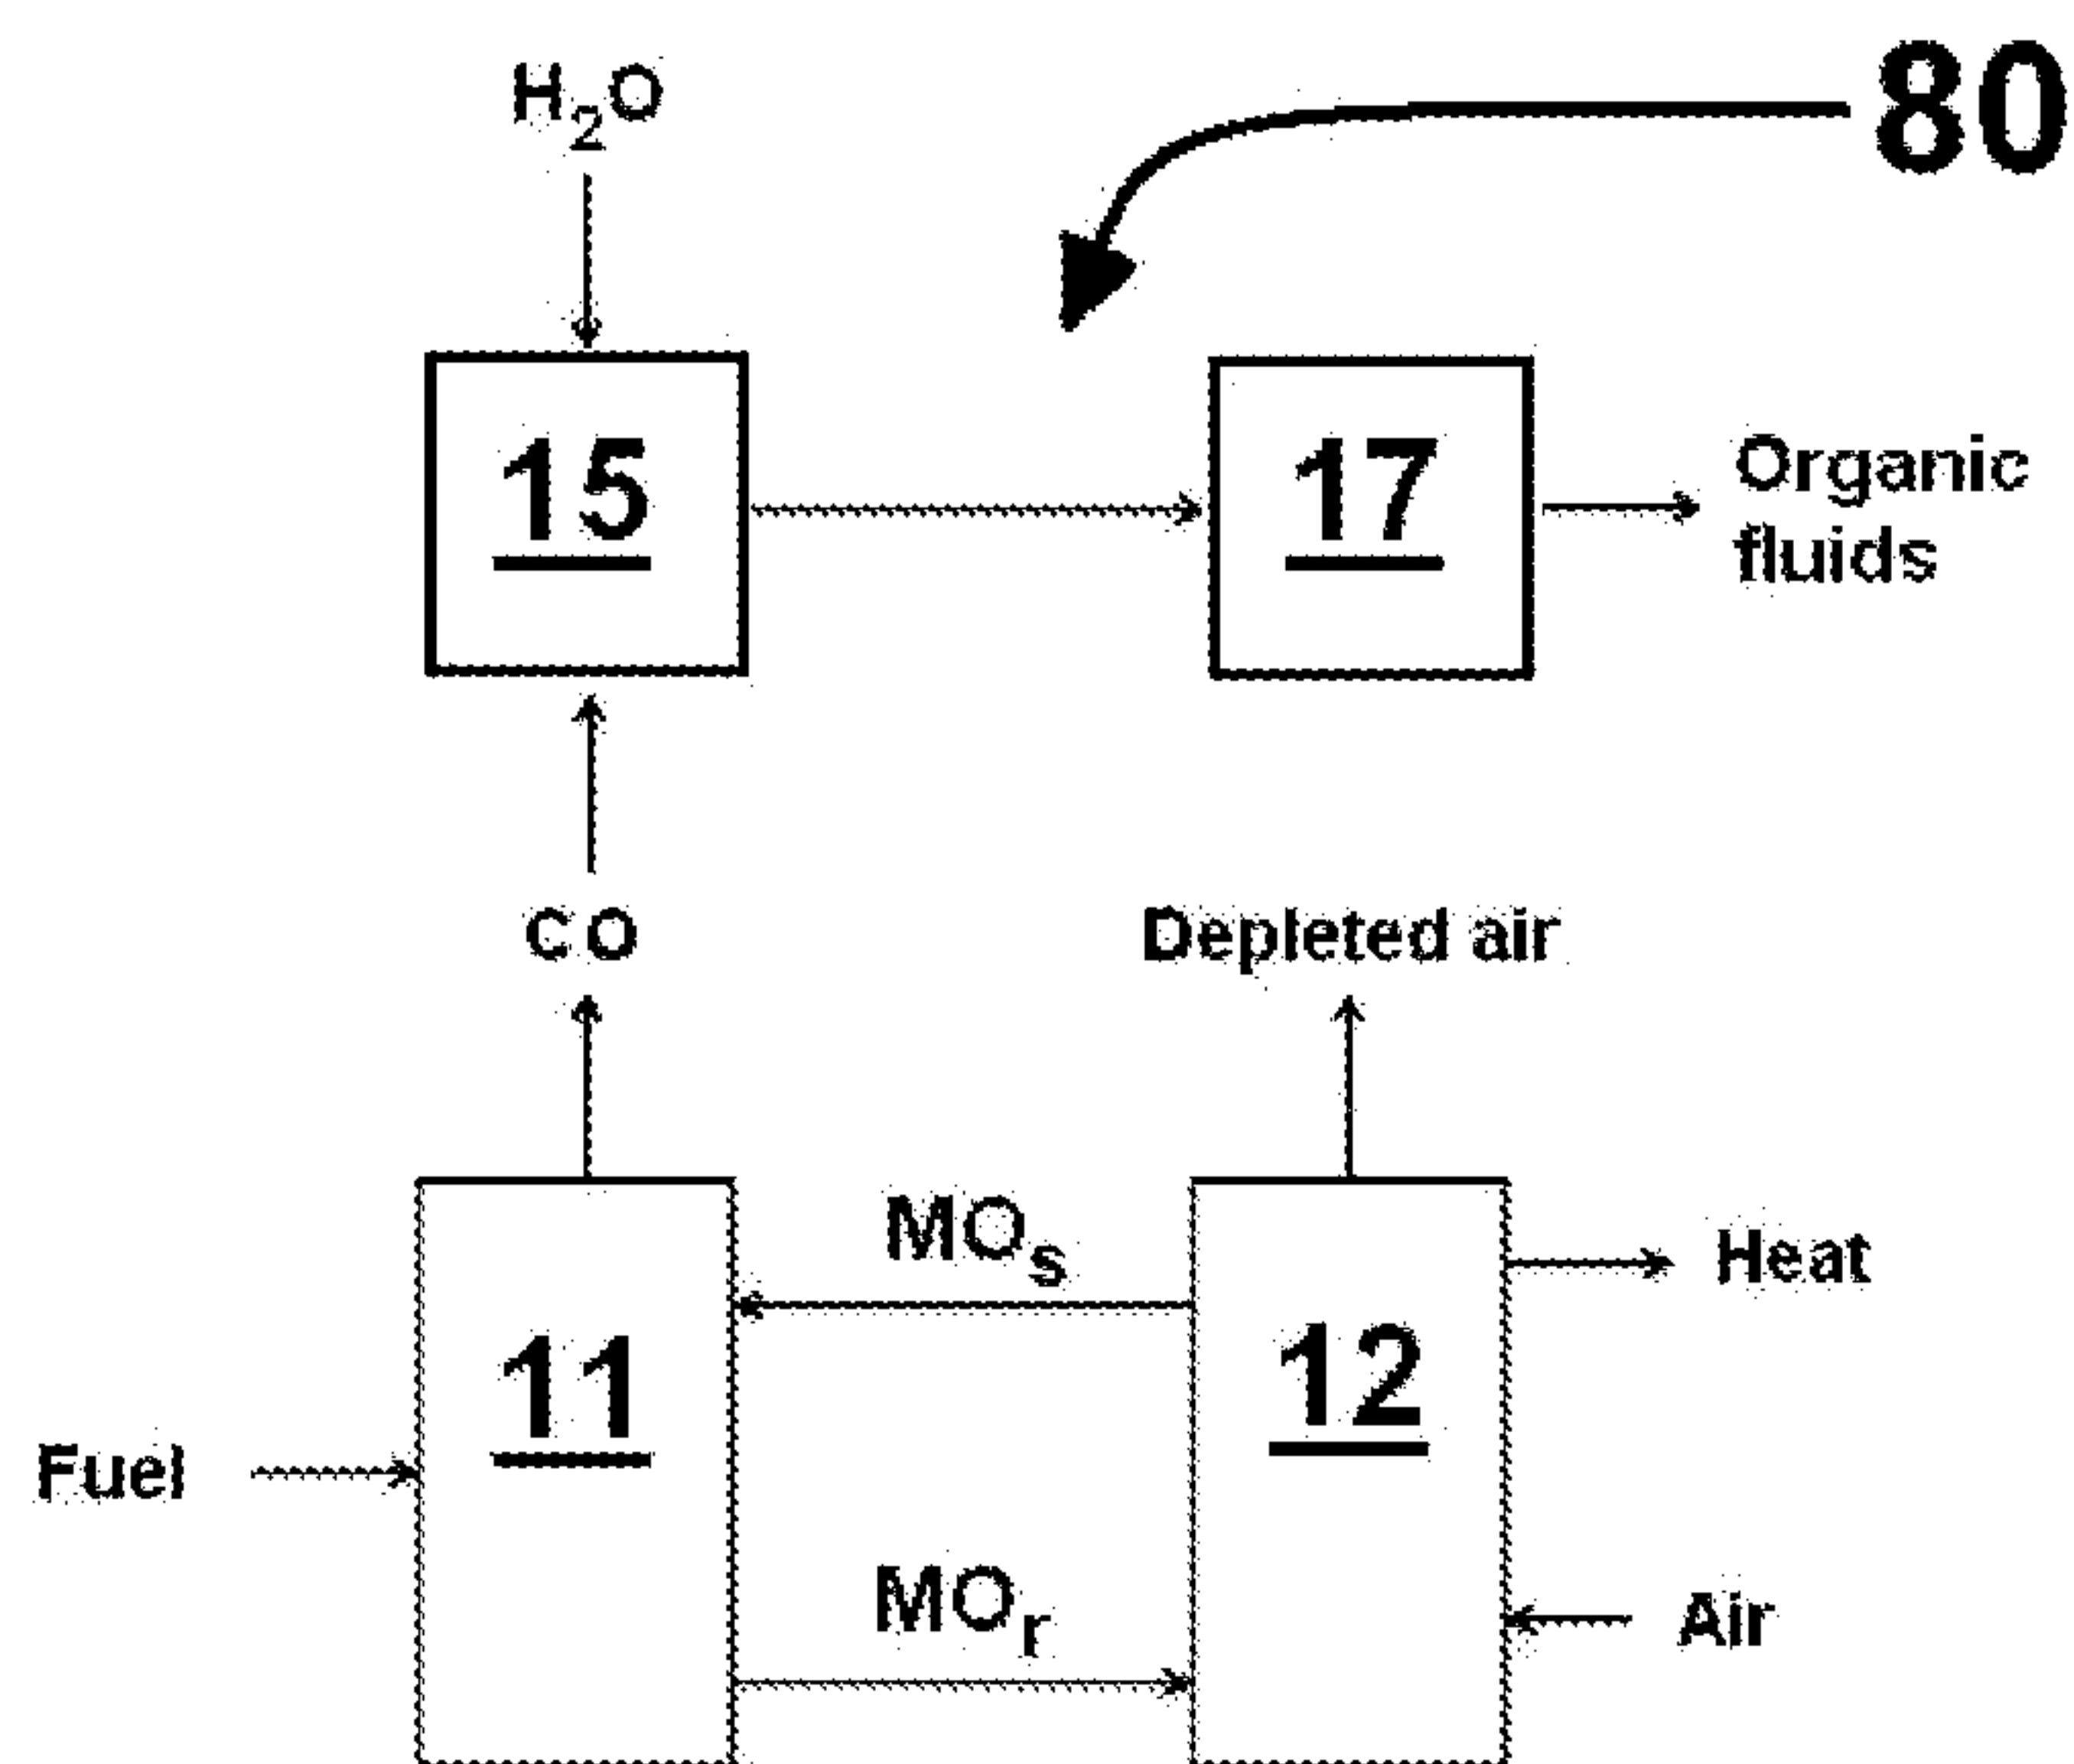 H₂O
80
15
17
Organic
fluids
CO
Depleted air
MOₛ
Heat
11
12
Fuel
MOᵣ
Air